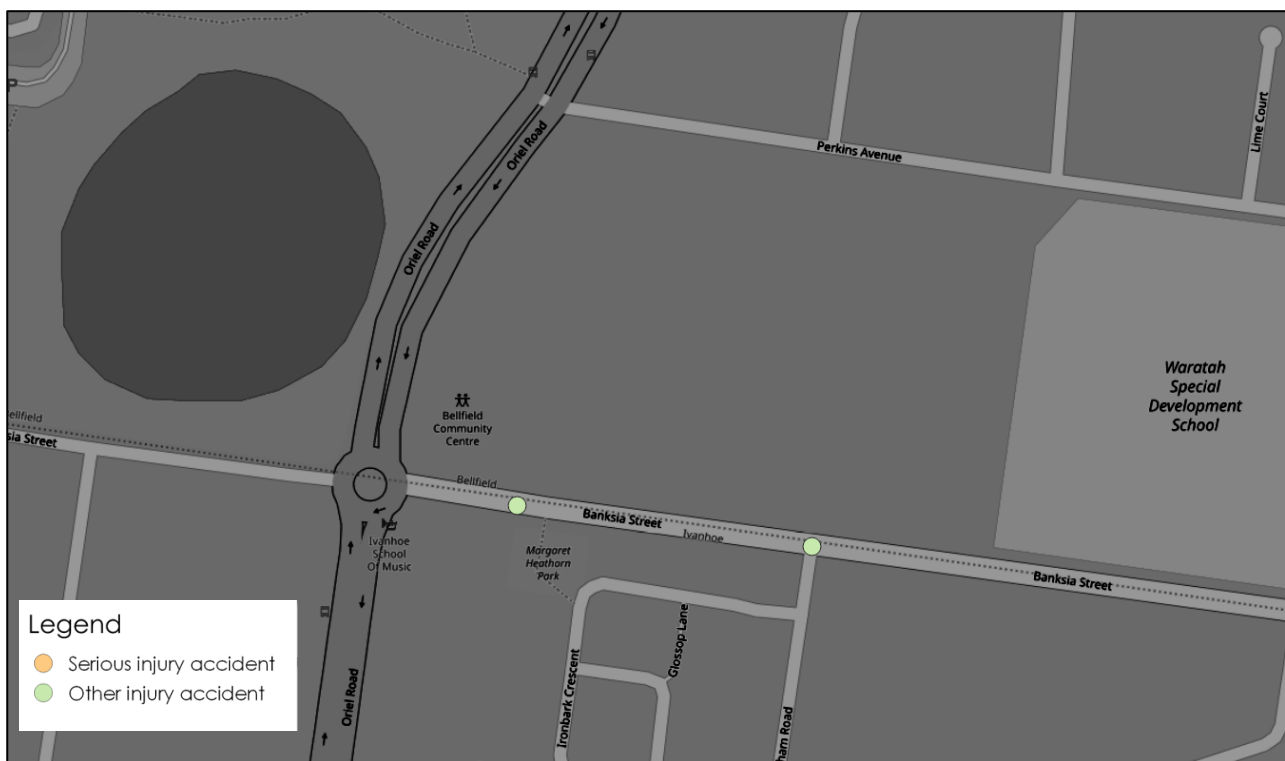 Oriel Road
Perkins Avenue
Lime Court
Oriel Road
Waratah
Special
Development
School
Bellfield
Community
Centre
ellfield
sia Street
Bellfield
Banksia Street
Ivanhoe
Ivanhoe
School
Of Music
Margaret
Heathorn
Park
Banksia Street
Glossop Lane
Ironbark Crescent
ham Road
Oriel Road
Legend
Serious injury accident
Other injury accident